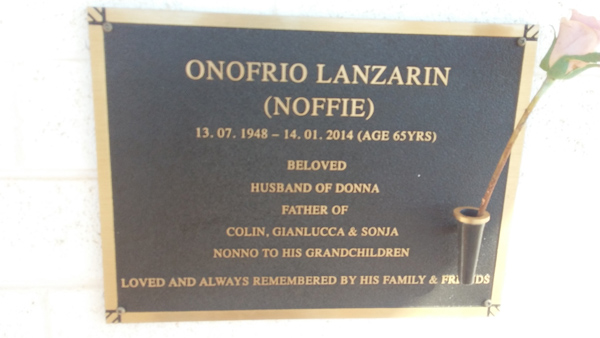 ONOFRIO LANZARIN
(NOFFIE)
13. 07. 1948 – 14. 01. 2014 (AGE 65YRS)
BELOVED
HUSBAND OF DONNA
FATHER OF
COLIN, GIANLUCCA & SONJA
NONNO TO HIS GRANDCHILDREN
LOVED AND ALWAYS REMEMBERED BY HIS FAMILY & FRIENDS